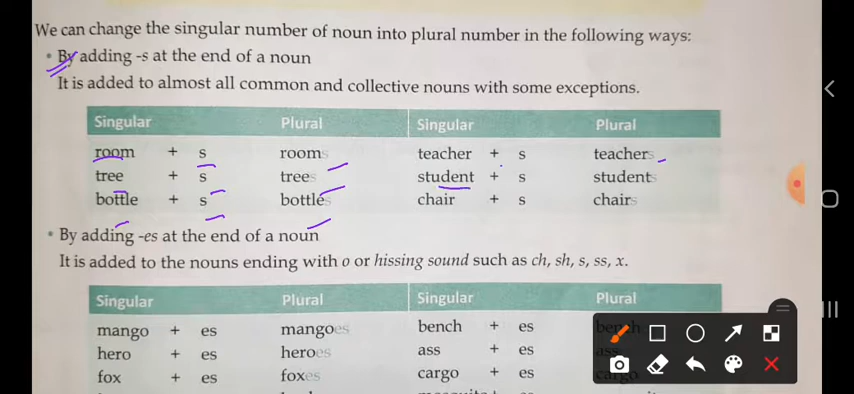 We can change the singular number of noun into plural number in the following ways:
• By adding -s at the end of a noun
It is added to almost all common and collective nouns with some exceptions.
Singular Plural Singular Plural
room + s rooms teacher + s teachers
tree + s trees student + s students
bottle + s bottles chair + s chairs
• By adding -es at the end of a noun
It is added to the nouns ending with o or hissing sound such as ch, sh, s, ss, x.
Singular Plural Singular Plural
mango + es mangoes bench + es bench
hero + es heroes ass + es
fox + es foxes cargo + es cargo